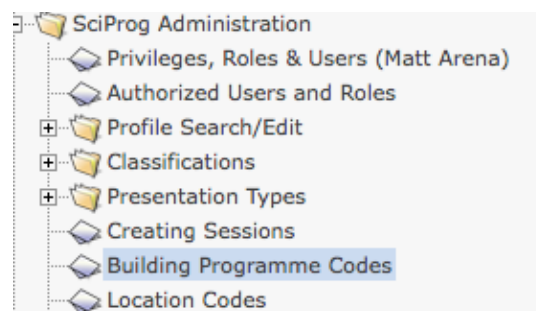 SciProg Administration
Privileges, Roles & Users (Matt Arena)
Authorized Users and Roles
Profile Search/Edit
Classifications
Presentation Types
Creating Sessions
Building Programme Codes
Location Codes